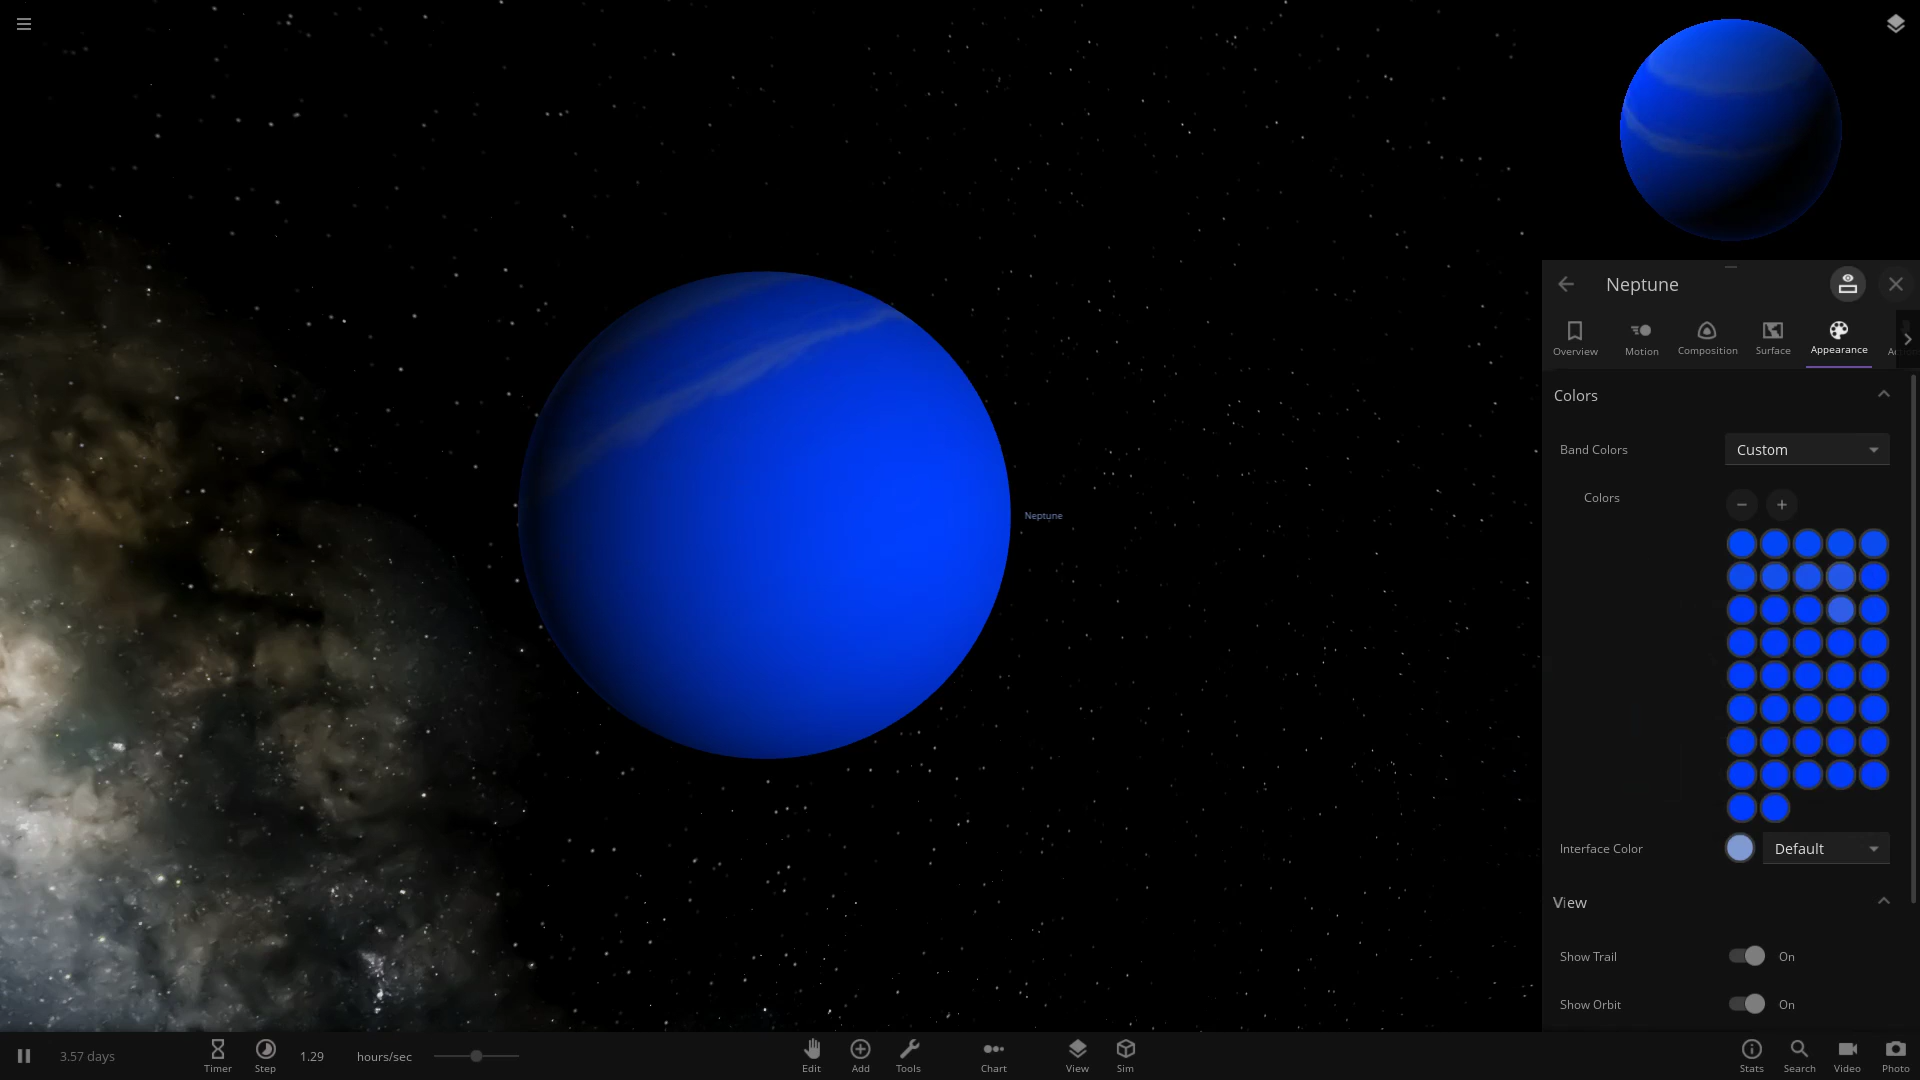 Neptune
Overview
Motion
Composition
Surface
Appearance
Colors
Band Colors
Custom
Colors
− +
Neptune
Interface Color
Default
View
Show Trail
On
Show Orbit
On
3.57 days
Timer
Step
1.29
hours/sec
Edit
Add
Tools
Chart
View
Sim
Stats
Search
Video
Photo